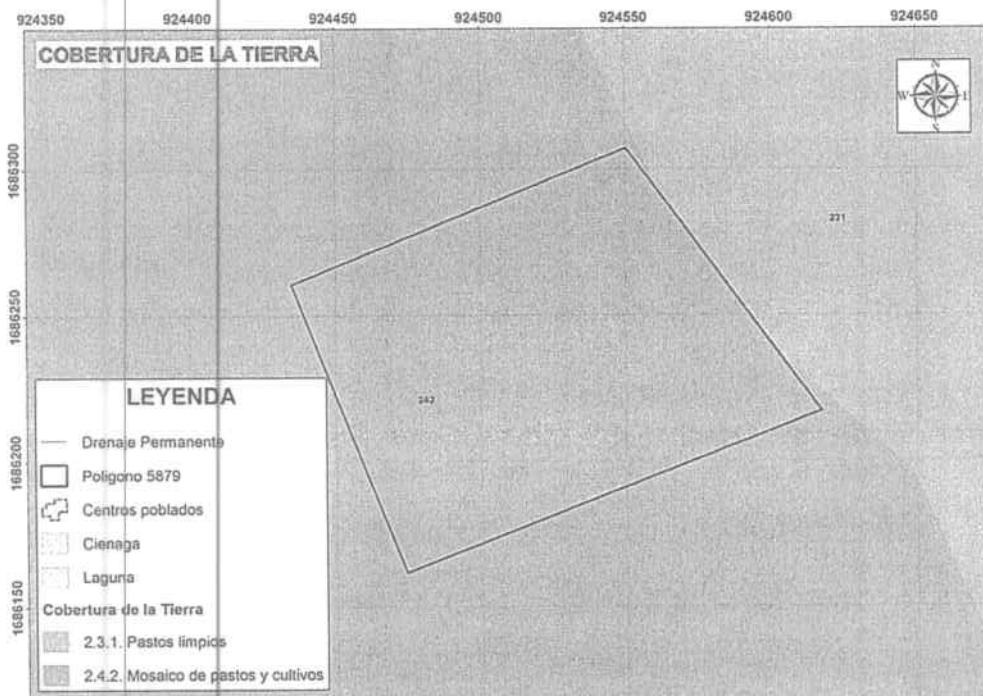 924350 924400 924450 924500 924550 924600 924650
COBERTURA DE LA TIERRA
N
W E
S
1686300
231
1686250
242
LEYENDA
Drenaje Permanente
1686200
Poligono 5879
Centros poblados
Cienaga
Laguna
1686150
Cobertura de la Tierra
2.3.1. Pastos limpios
2.4.2. Mosaico de pastos y cultivos